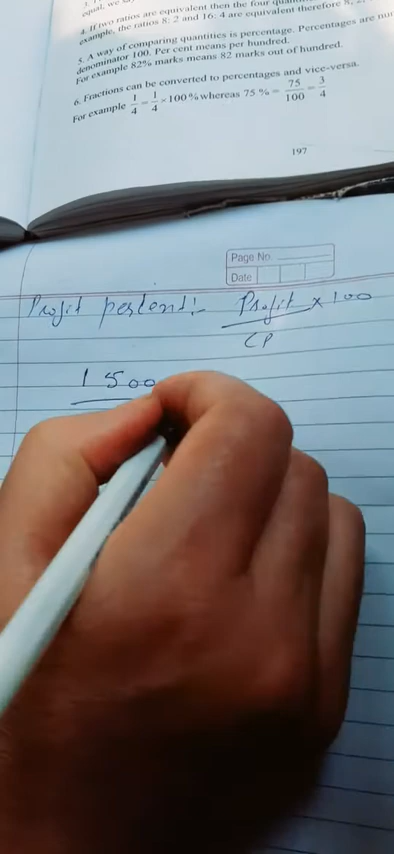 equal, we
4. If two ratios are equivalent then the four
example, the ratios 8: 2 and 16: 4 are equivalent therefore 8,
5. A way of comparing quantities is percentage. Percentages are
denominator 100. Per cent means per hundred.
For example 82% marks means 82 marks out of hundred.
6. Fractions can be converted to percentages and vice-versa.
For example 1/4 = 1/4 × 100 % whereas 75 % = 75/100 = 3/4
197
Page No.
Date
Profit percent:- Profit/CP × 100
1500